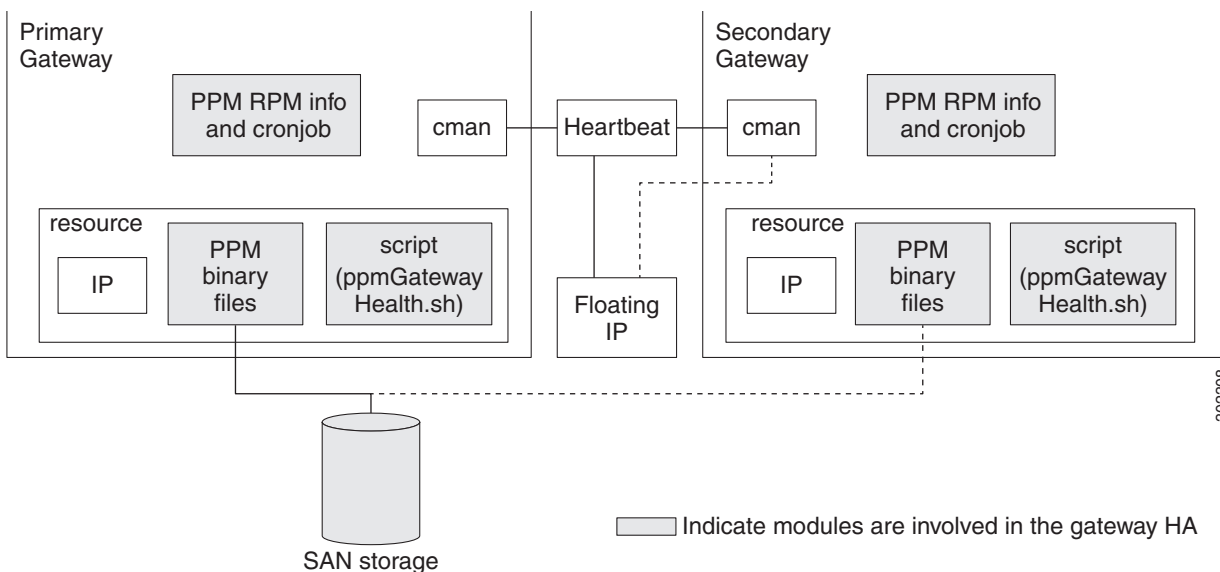 Primary
Gateway
PPM RPM info
and cronjob
cman
Heartbeat
Secondary
Gateway
cman
PPM RPM info
and cronjob
resource
IP
PPM
binary
files
script
(ppmGateway
Health.sh)
Floating
IP
resource
IP
PPM
binary
files
script
(ppmGateway
Health.sh)
SAN storage
Indicate modules are involved in the gateway HA